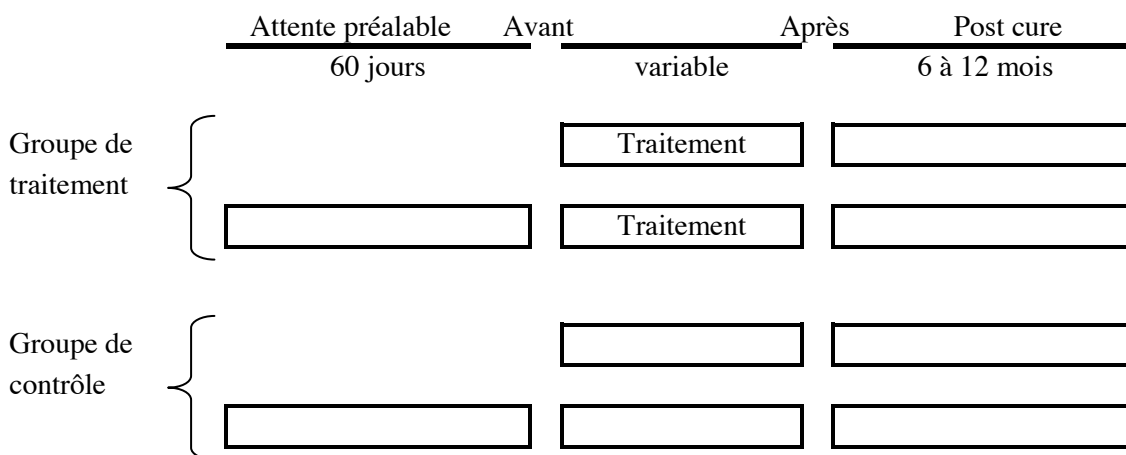 Attente préalable Avant Après Post cure
60 jours variable 6 à 12 mois
Groupe de traitement
Traitement
Traitement
Groupe de contrôle